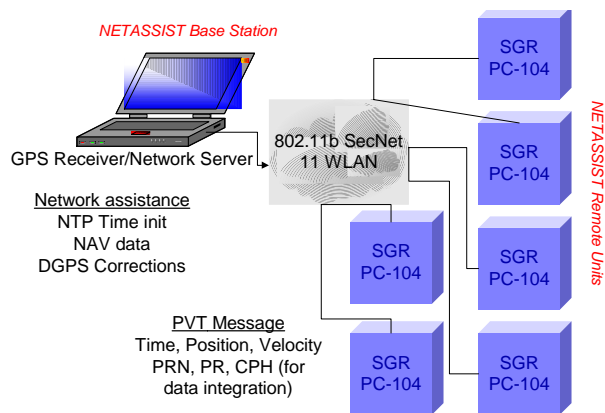 NETASSIST Base Station
GPS Receiver/Network Server
Network assistance
NTP Time init
NAV data
DGPS Corrections
802.11b SecNet
11 WLAN
PVT Message
Time, Position, Velocity
PRN, PR, CPH (for
data integration)
SGR
PC-104
SGR
PC-104
SGR
PC-104
SGR
PC-104
SGR
PC-104
SGR
PC-104
NETASSIST Remote Units